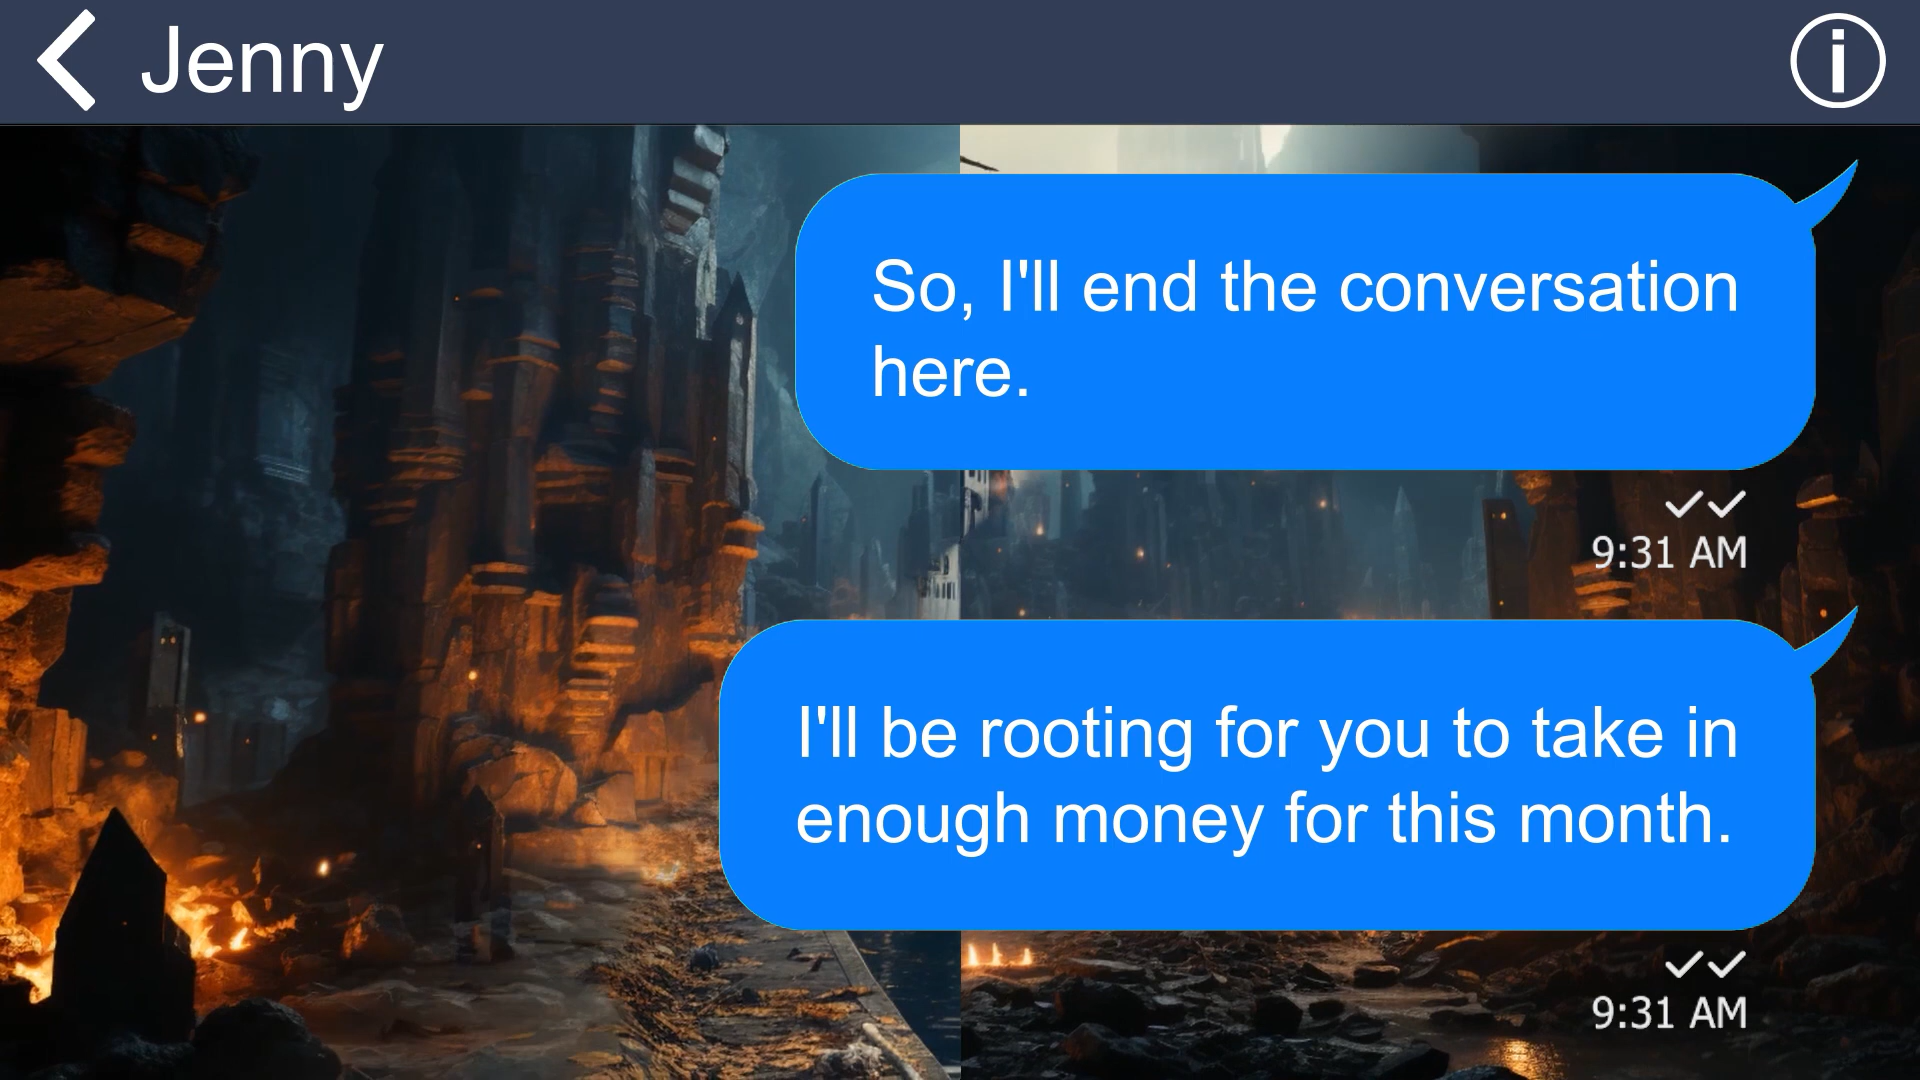 Jenny
So, I'll end the conversation
here.
9:31 AM
I'll be rooting for you to take in
enough money for this month.
9:31 AM